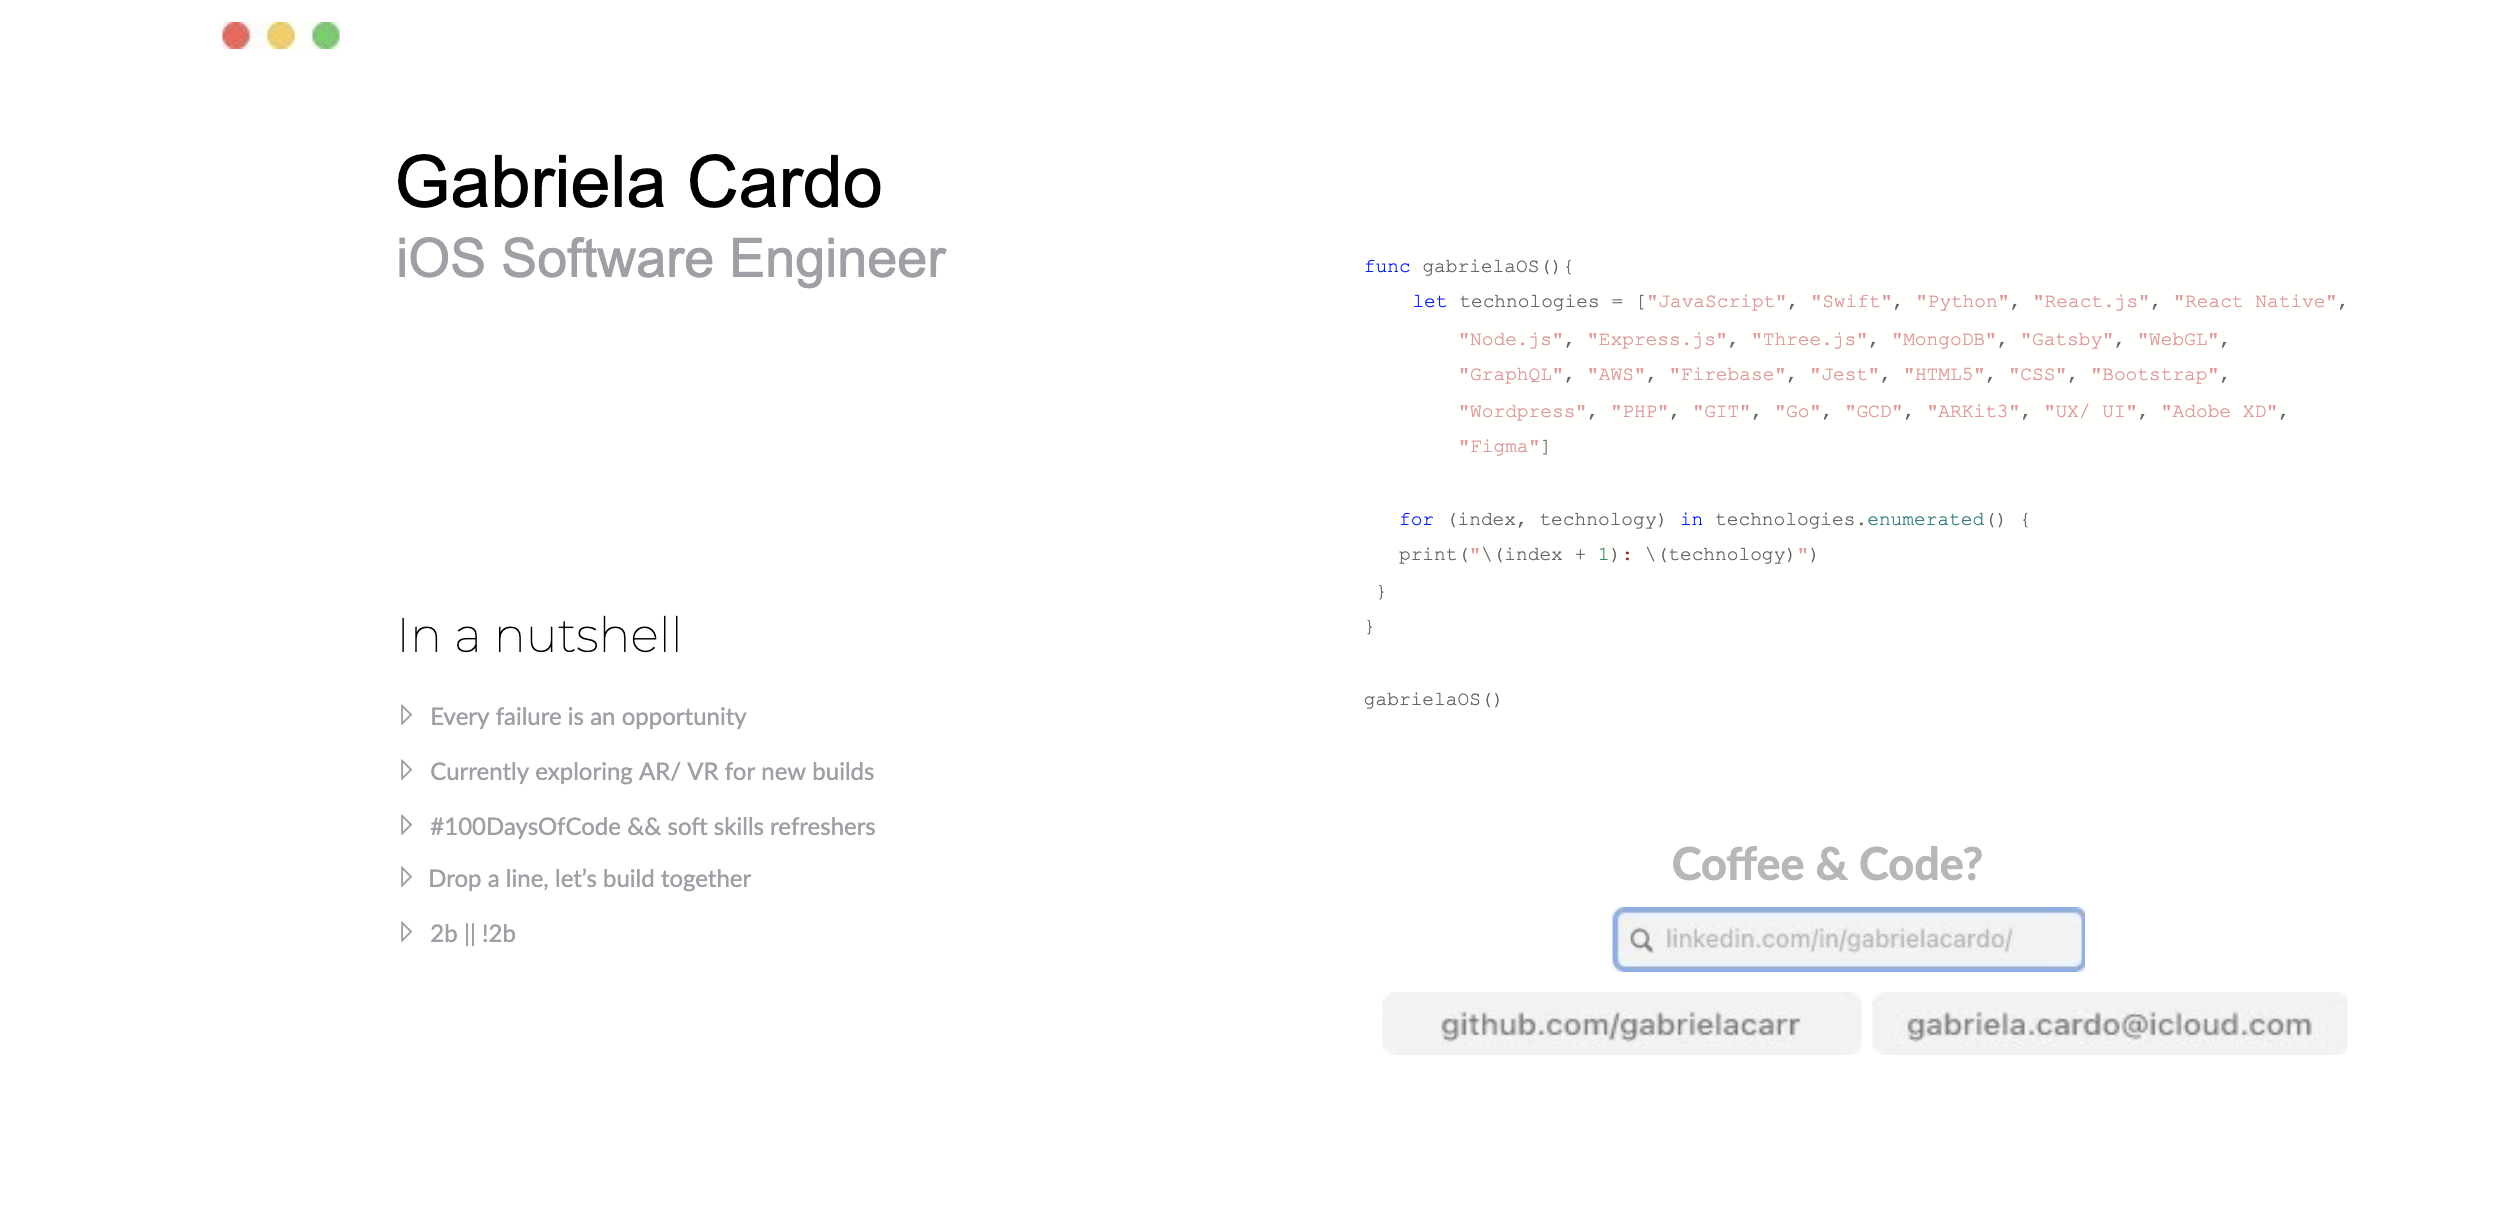 Gabriela Cardo
iOS Software Engineer
In a nutshell
Every failure is an opportunity
Currently exploring AR/ VR for new builds
#100DaysOfCode && soft skills refreshers
Drop a line, let’s build together
2b || !2b
func gabrielaOS(){
let technologies = ["JavaScript", "Swift", "Python", "React.js", "React Native",
"Node.js", "Express.js", "Three.js", "MongoDB", "Gatsby", "WebGL",
"GraphQL", "AWS", "Firebase", "Jest", "HTML5", "CSS", "Bootstrap",
"Wordpress", "PHP", "GIT", "Go", "GCD", "ARKit3", "UX/ UI", "Adobe XD",
"Figma"]
for (index, technology) in technologies.enumerated() {
print("\(index + 1): \(technology)")
}
}
gabrielaOS()
Coffee & Code?
linkedin.com/in/gabrielacardo/
github.com/gabrielacarr
gabriela.cardo@icloud.com